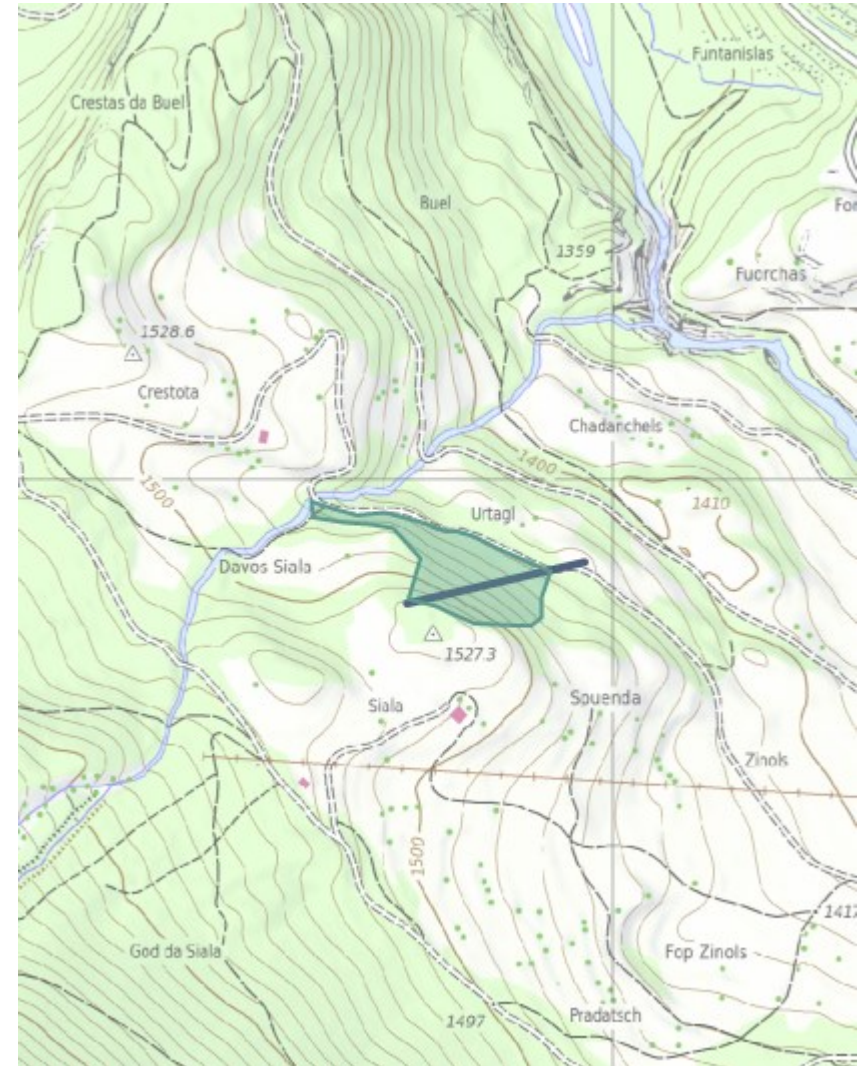 Funtanislas
Crestas da Buel
Buel
1359
Fuorchas
1528.6
Crestota
Chadanchels
1400
1500
1410
Urtagl
Davos Siala
1527.3
Siala
Spuenda
Zinols
1500
1417
God da Siala
Fop Zinols
1497
Pradatsch